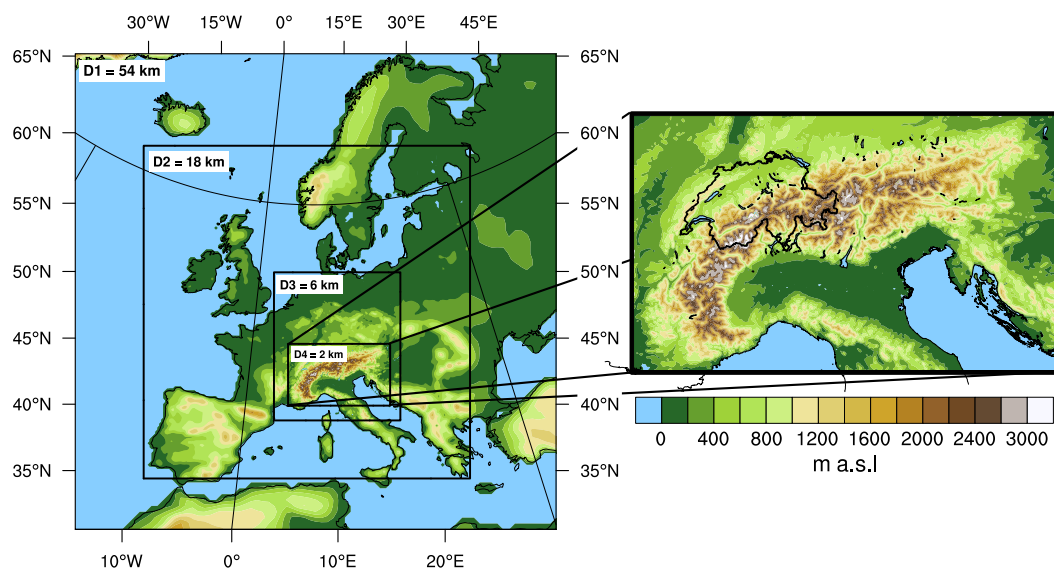 30°W 15°W 0° 15°E 30°E 45°E
65°N 65°N
D1 = 54 km
60°N 60°N
D2 = 18 km
55°N 55°N
50°N 50°N
D3 = 6 km
45°N 45°N
D4 = 2 km
40°N 40°N
0 400 800 1200 1600 2000 2400 3000
m a.s.l
35°N 35°N
10°W 0° 10°E 20°E